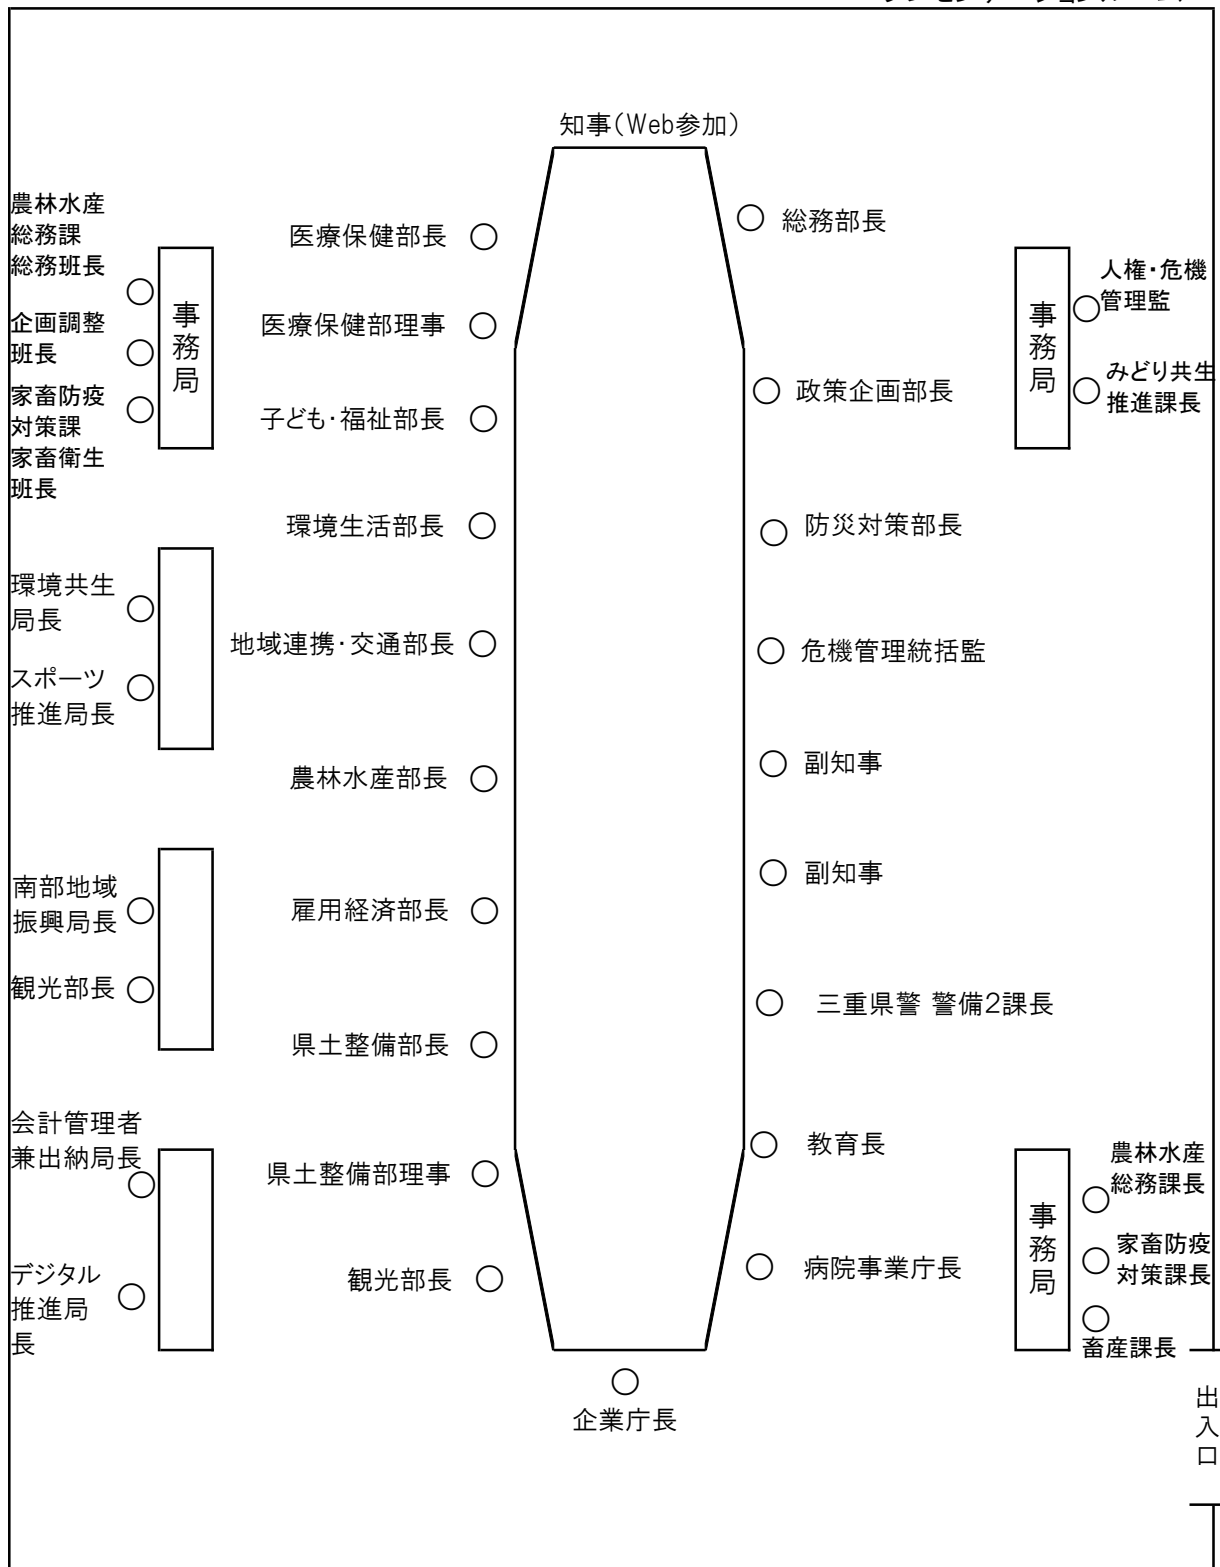 知事(Web参加)
農林水産
総務課
総務班長
企画調整
班長
家畜防疫
対策課
家畜衛生
班長
事務局
環境共生
局長
スポーツ
推進局長
南部地域
振興局長
観光部長
会計管理者
兼出納局長
デジタル
推進局
長
医療保健部長
医療保健部理事
子ども・福祉部長
環境生活部長
地域連携・交通部長
農林水産部長
雇用経済部長
県土整備部長
県土整備部理事
観光部長
企業庁長
総務部長
政策企画部長
防災対策部長
危機管理統括監
副知事
副知事
三重県警 警備2課長
教育長
病院事業庁長
事務局
人権・危機
管理監
みどり共生
推進課長
事務局
農林水産
総務課長
家畜防疫
対策課長
畜産課長
出入口